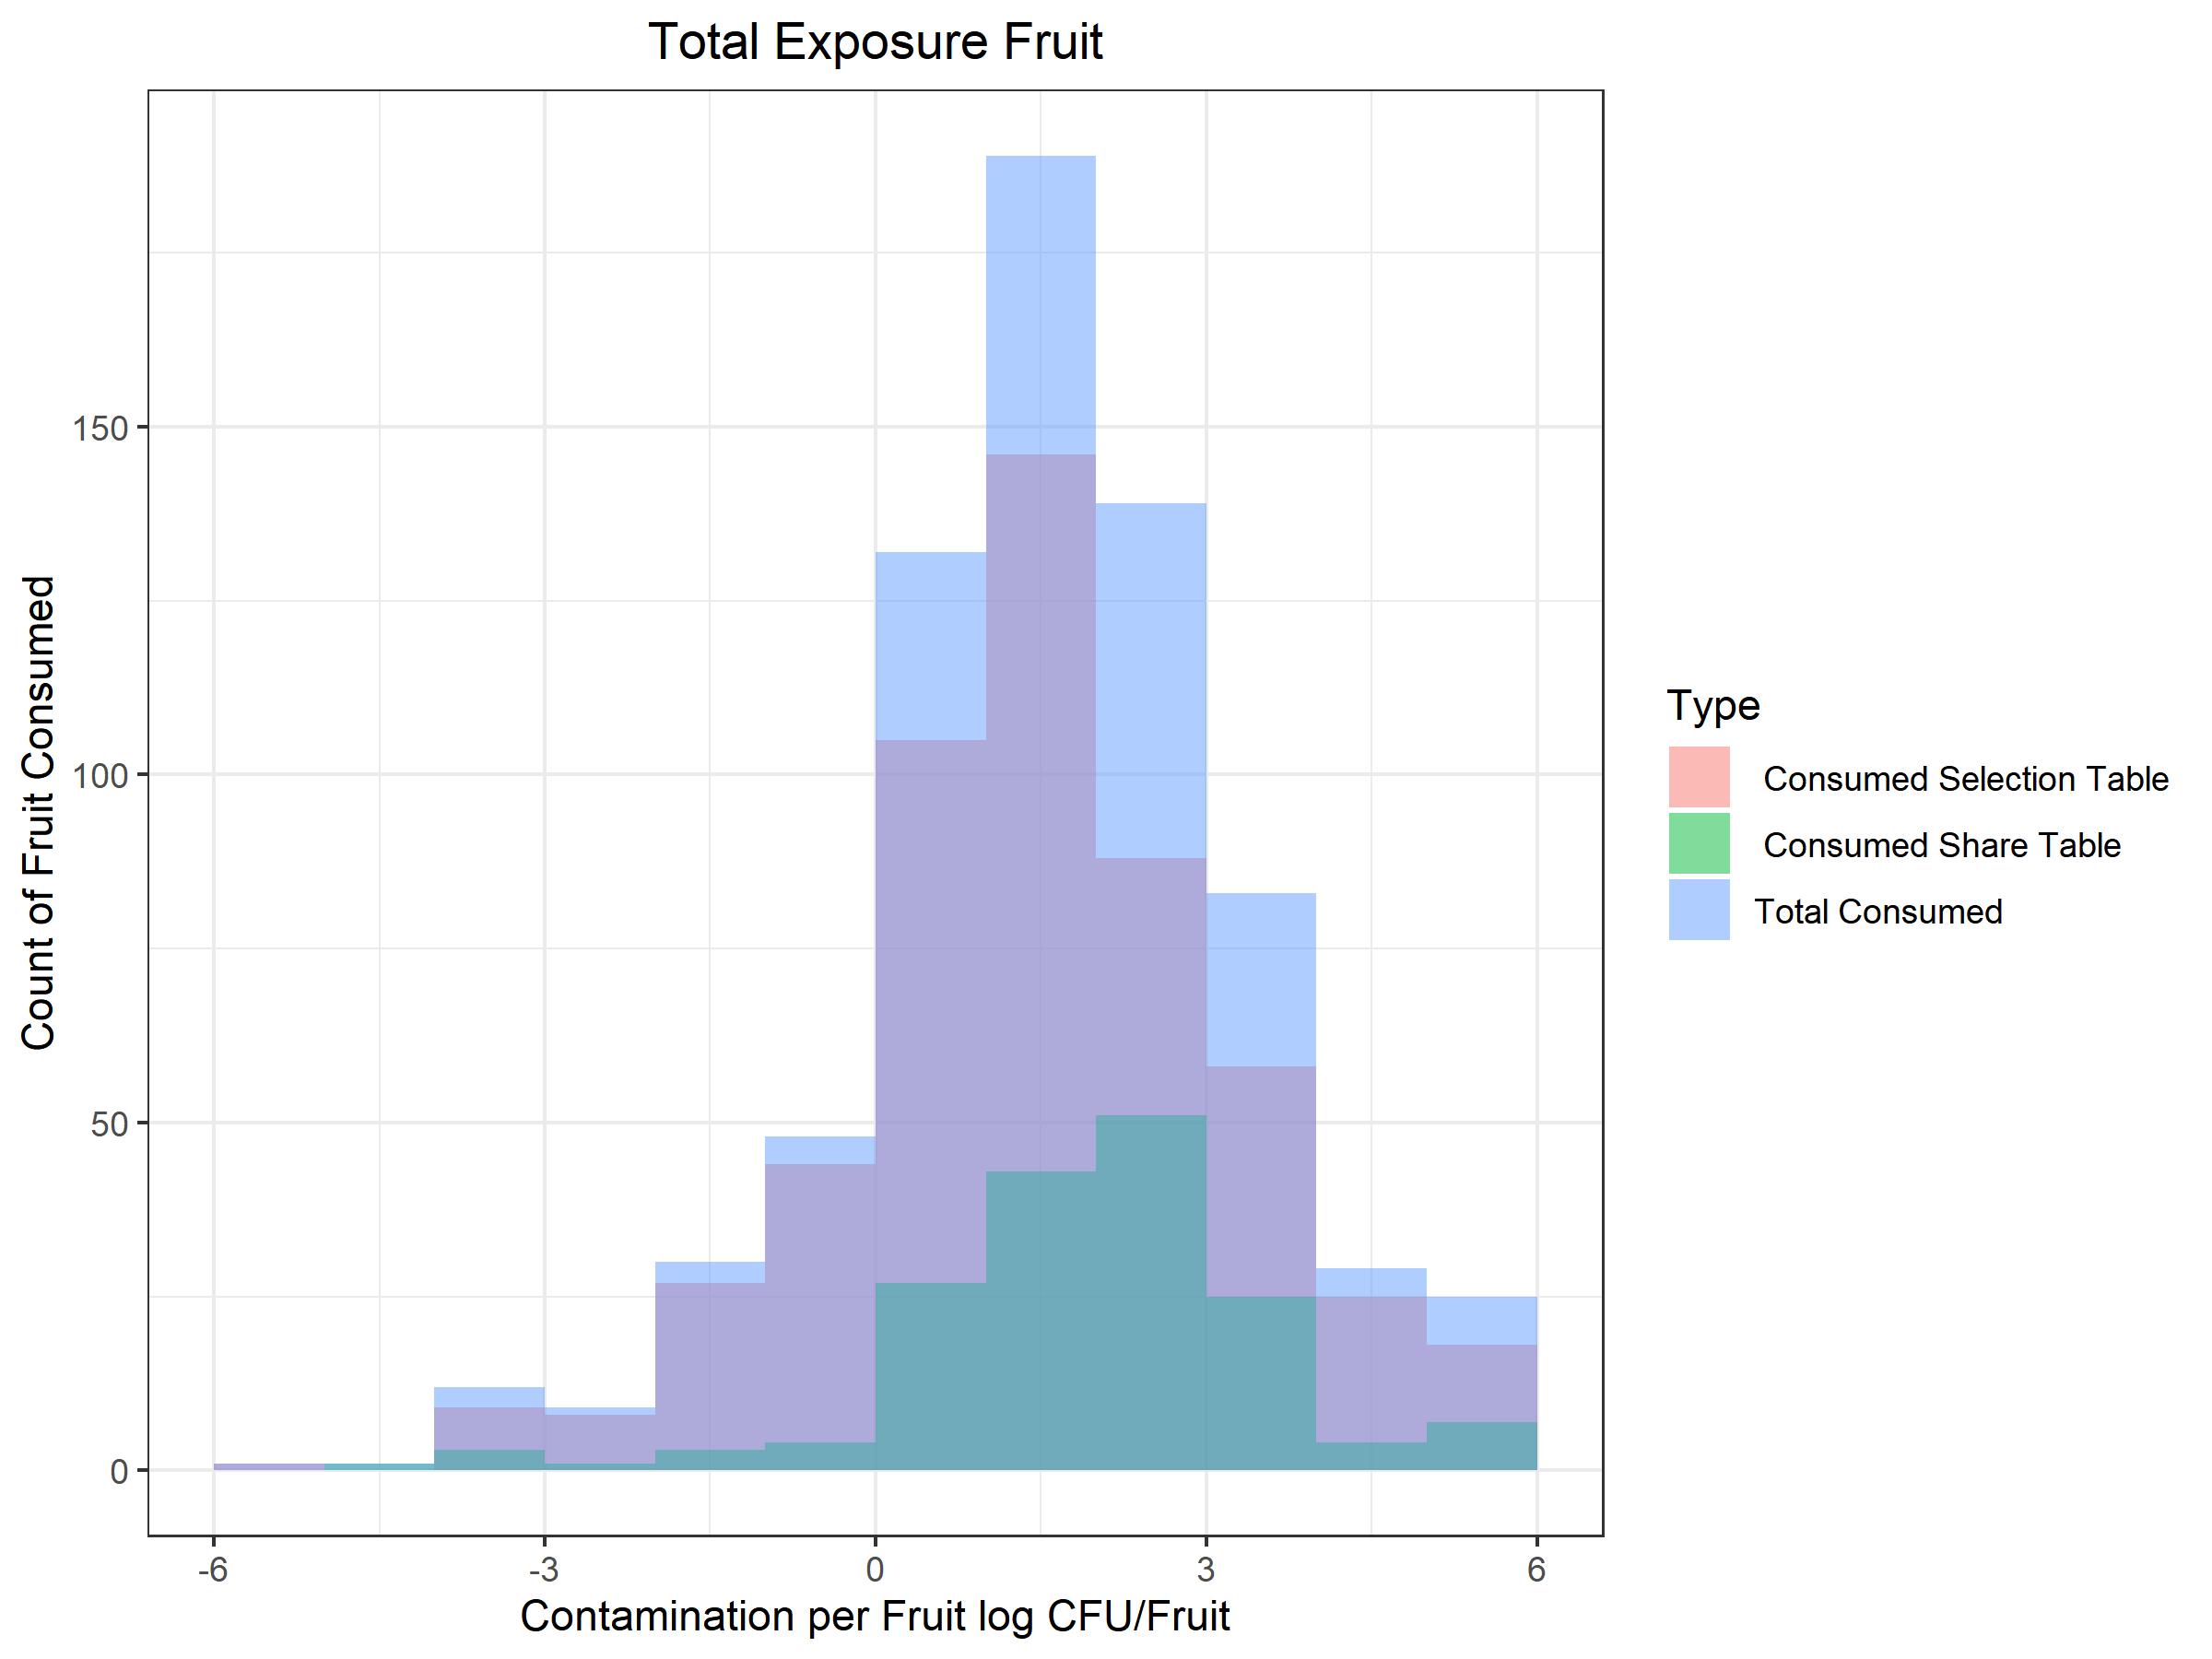 Total Exposure Fruit
Count of Fruit Consumed
150
100
50
0
-6
-3
0
3
6
Contamination per Fruit log CFU/Fruit
Type
Consumed Selection Table
Consumed Share Table
Total Consumed